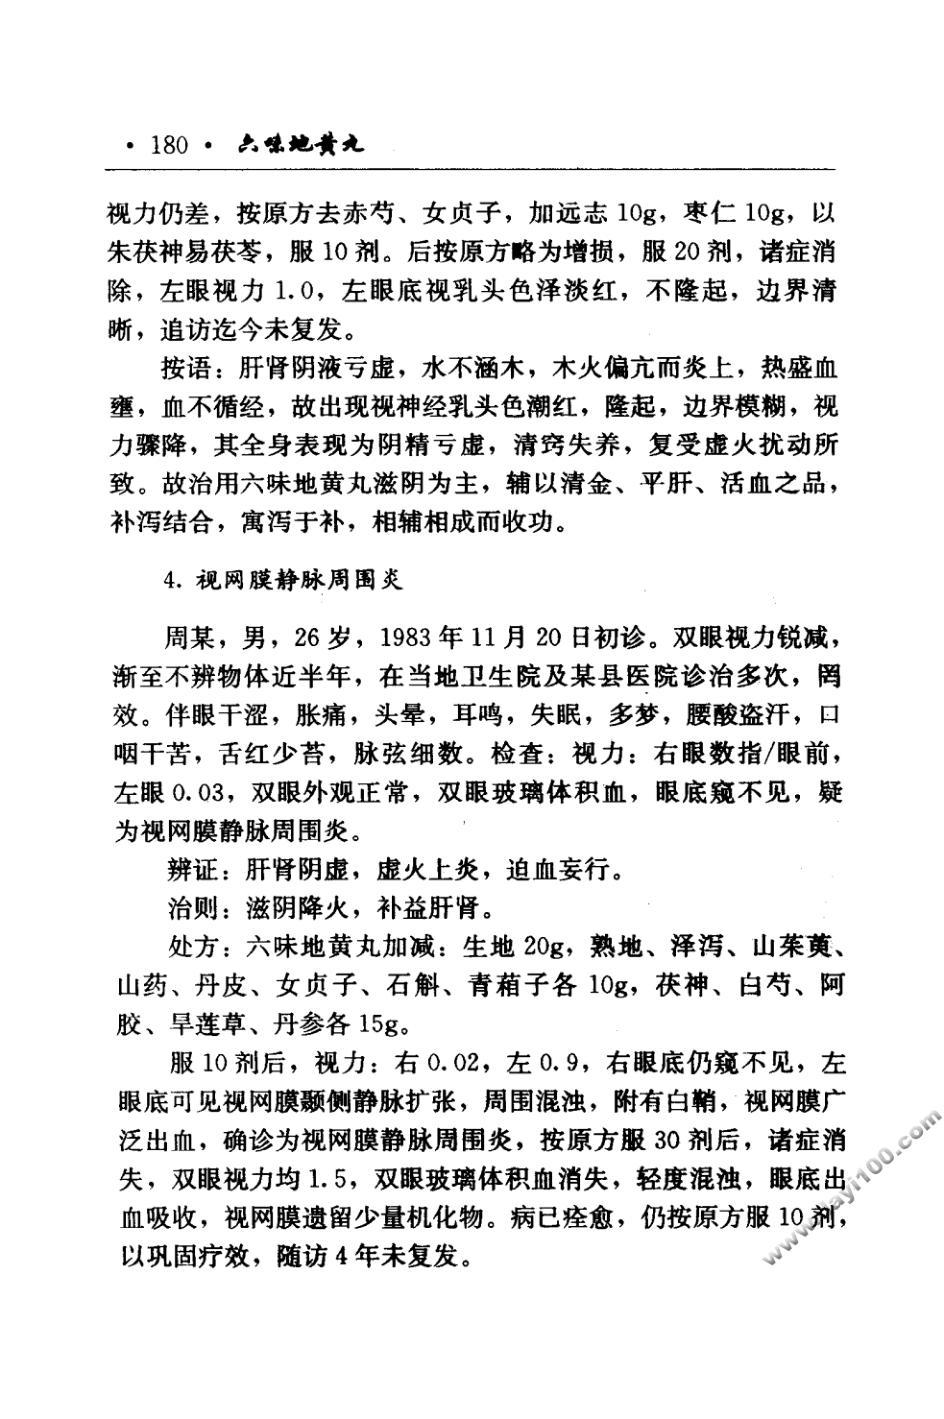 · 180 · 六味地黄丸
视力仍差，按原方去赤芍、女贞子，加远志 10g，枣仁 10g，以
朱茯神易茯苓，服 10 剂。后按原方略为增损，服 20 剂，诸症消
除，左眼视力 1.0，左眼底视乳头色泽淡红，不隆起，边界清
晰，追访迄今未复发。
按语：肝肾阴液亏虚，水不涵木，木火偏亢而炎上，热盛血
壅，血不循经，故出现视神经乳头色潮红，隆起，边界模糊，视
力骤降，其全身表现为阴精亏虚，清窍失养，复受虚火扰动所
致。故治用六味地黄丸滋阴为主，辅以清金、平肝、活血之品，
补泻结合，寓泻于补，相辅相成而收功。
4. 视网膜静脉周围炎
周某，男，26 岁，1983 年 11 月 20 日初诊。双眼视力锐减，
渐至不辨物体近半年，在当地卫生院及某县医院诊治多次，罔
效。伴眼干涩，胀痛，头晕，耳鸣，失眠，多梦，腰酸盗汗，口
咽干苦，舌红少苔，脉弦细数。检查：视力：右眼数指/眼前，
左眼 0.03，双眼外观正常，双眼玻璃体积血，眼底窥不见，疑
为视网膜静脉周围炎。
辨证：肝肾阴虚，虚火上炎，迫血妄行。
治则：滋阴降火，补益肝肾。
处方：六味地黄丸加减：生地 20g，熟地、泽泻、山茱萸、
山药、丹皮、女贞子、石斛、青葙子各 10g，茯神、白芍、阿
胶、旱莲草、丹参各 15g。
服 10 剂后，视力：右 0.02，左 0.9，右眼底仍窥不见，左
眼底可见视网膜颞侧静脉扩张，周围混浊，附有白鞘，视网膜广
泛出血，确诊为视网膜静脉周围炎，按原方服 30 剂后，诸症消
失，双眼视力均 1.5，双眼玻璃体积血消失，轻度混浊，眼底出
血吸收，视网膜遗留少量机化物。病已痊愈，仍按原方服 10 剂，
以巩固疗效，随访 4 年未复发。